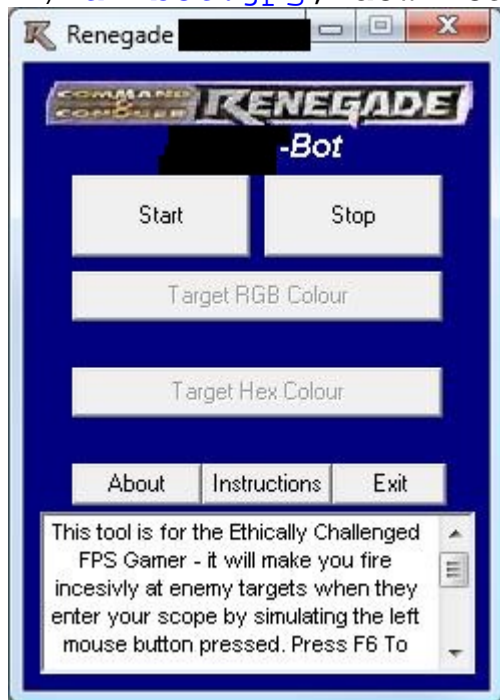 Renegade
COMMAND & CONQUER RENEGADE
-Bot
Start Stop
Target RGB Colour
Target Hex Colour
About Instructions Exit
This tool is for the Ethically Challenged
FPS Gamer - it will make you fire
incesivly at enemy targets when they
enter your scope by simulating the left
mouse button pressed. Press F6 To